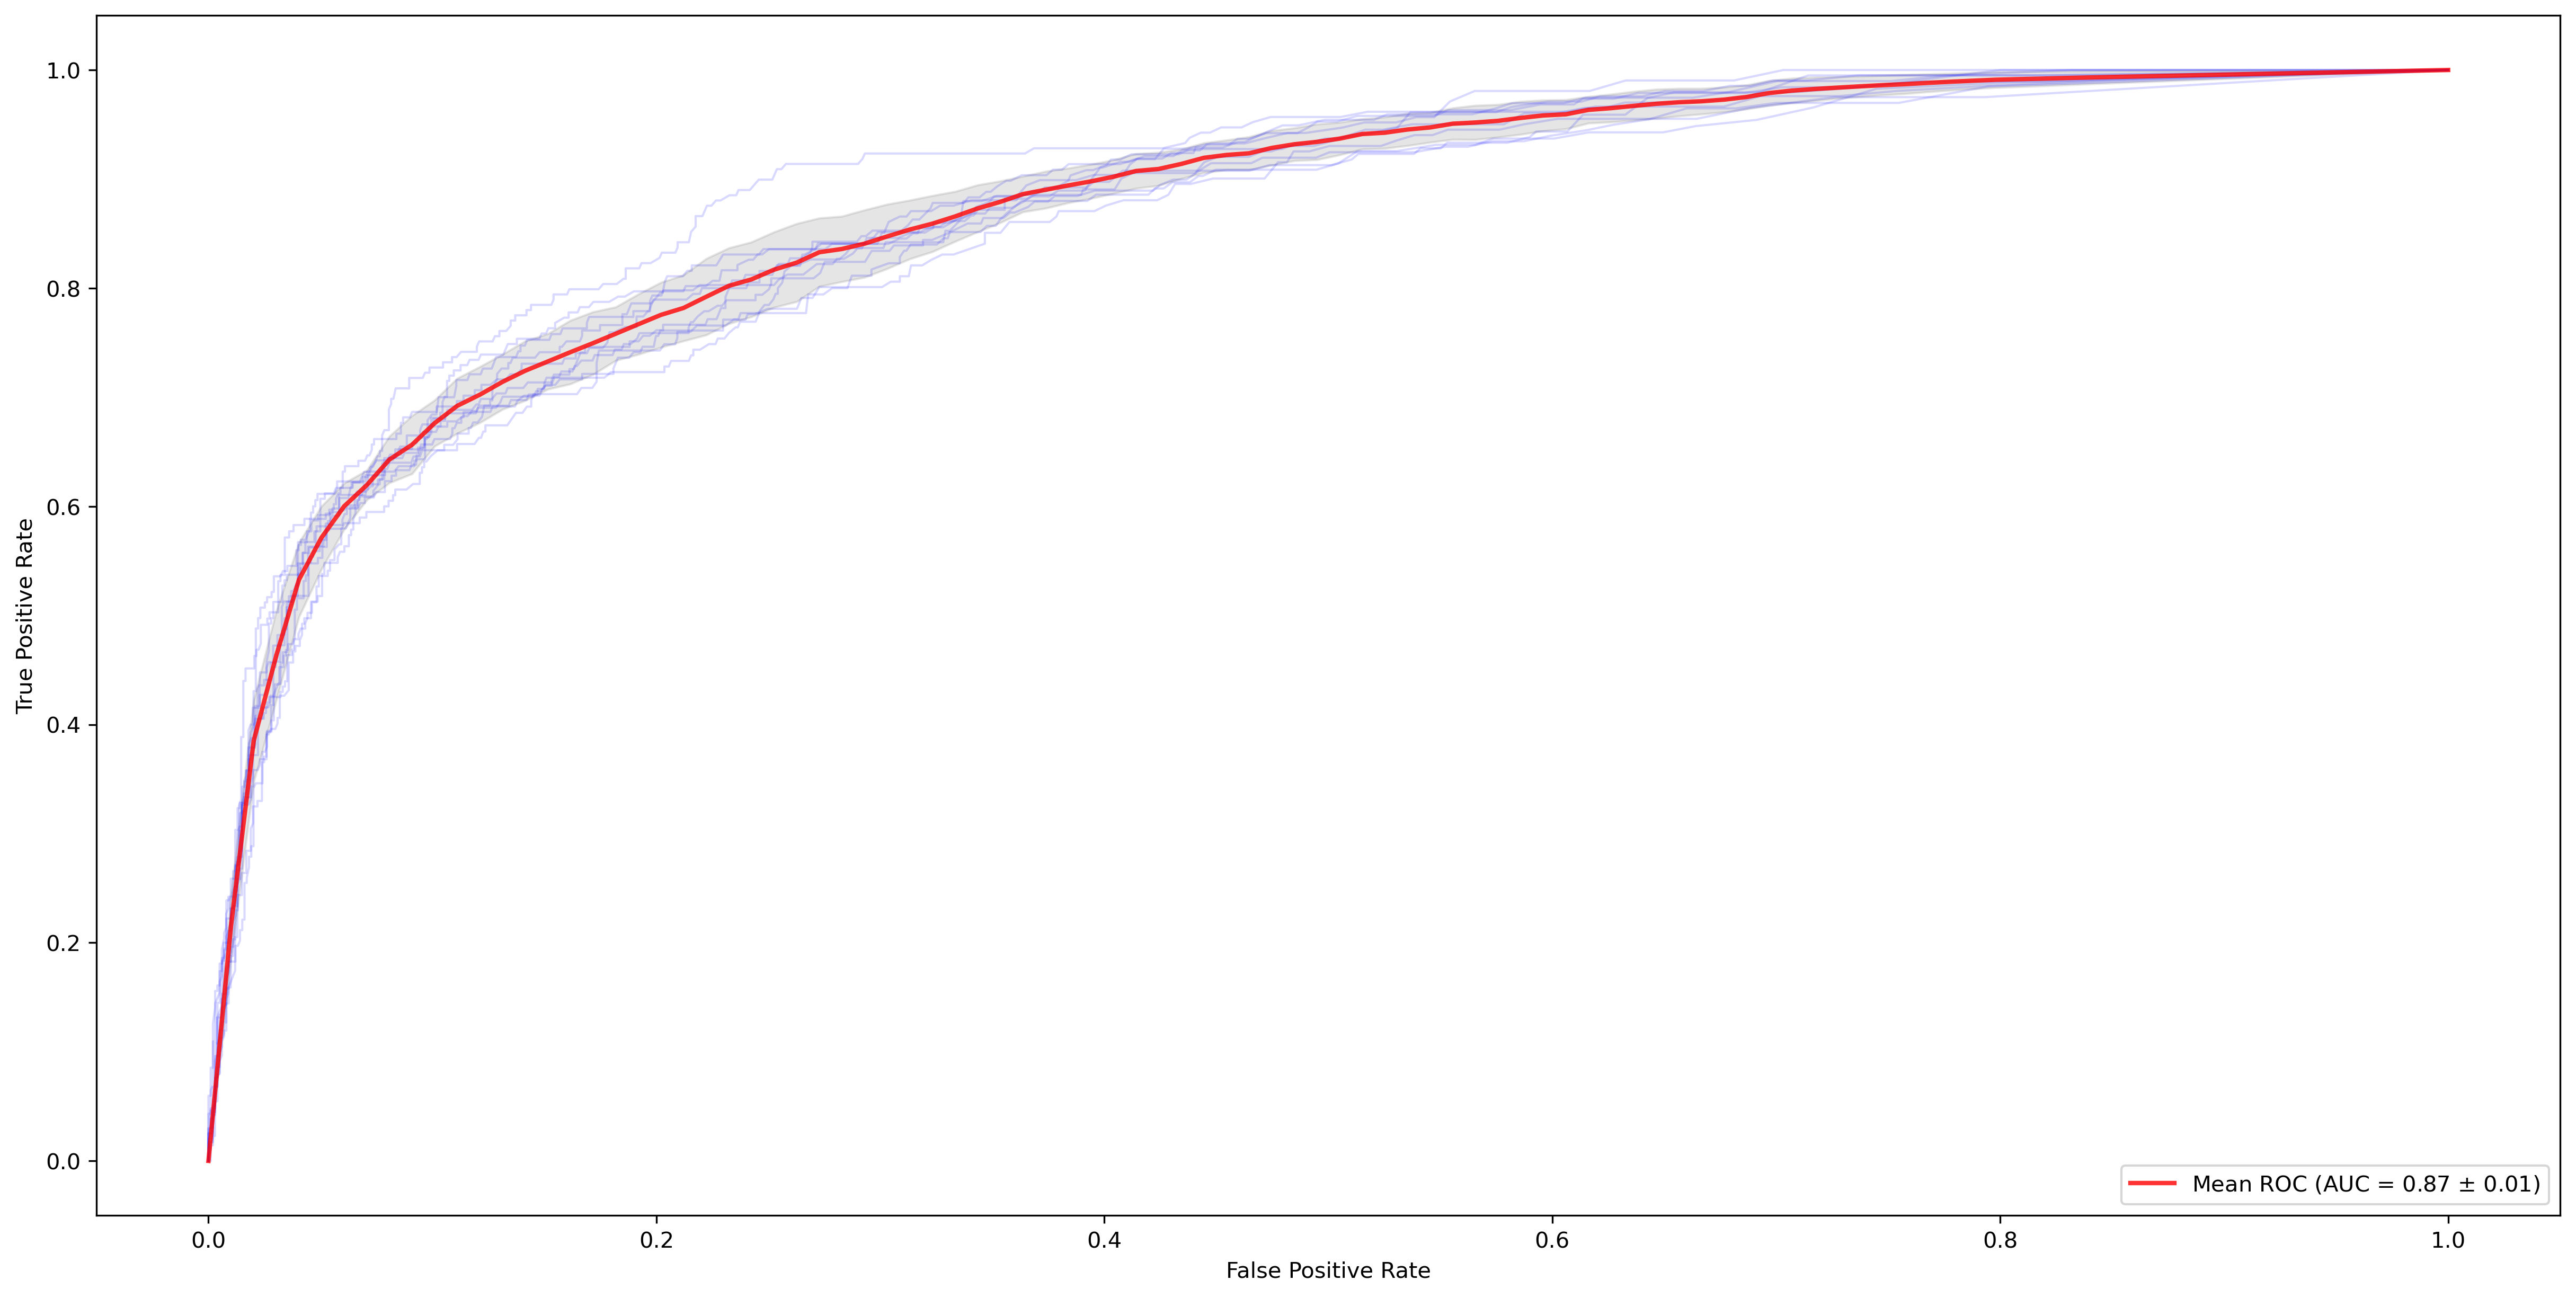 1.0
0.8
0.6
0.4
0.2
0.0
True Positive Rate
0.0 0.2 0.4 0.6 0.8 1.0
False Positive Rate
Mean ROC (AUC = 0.87 ± 0.01)